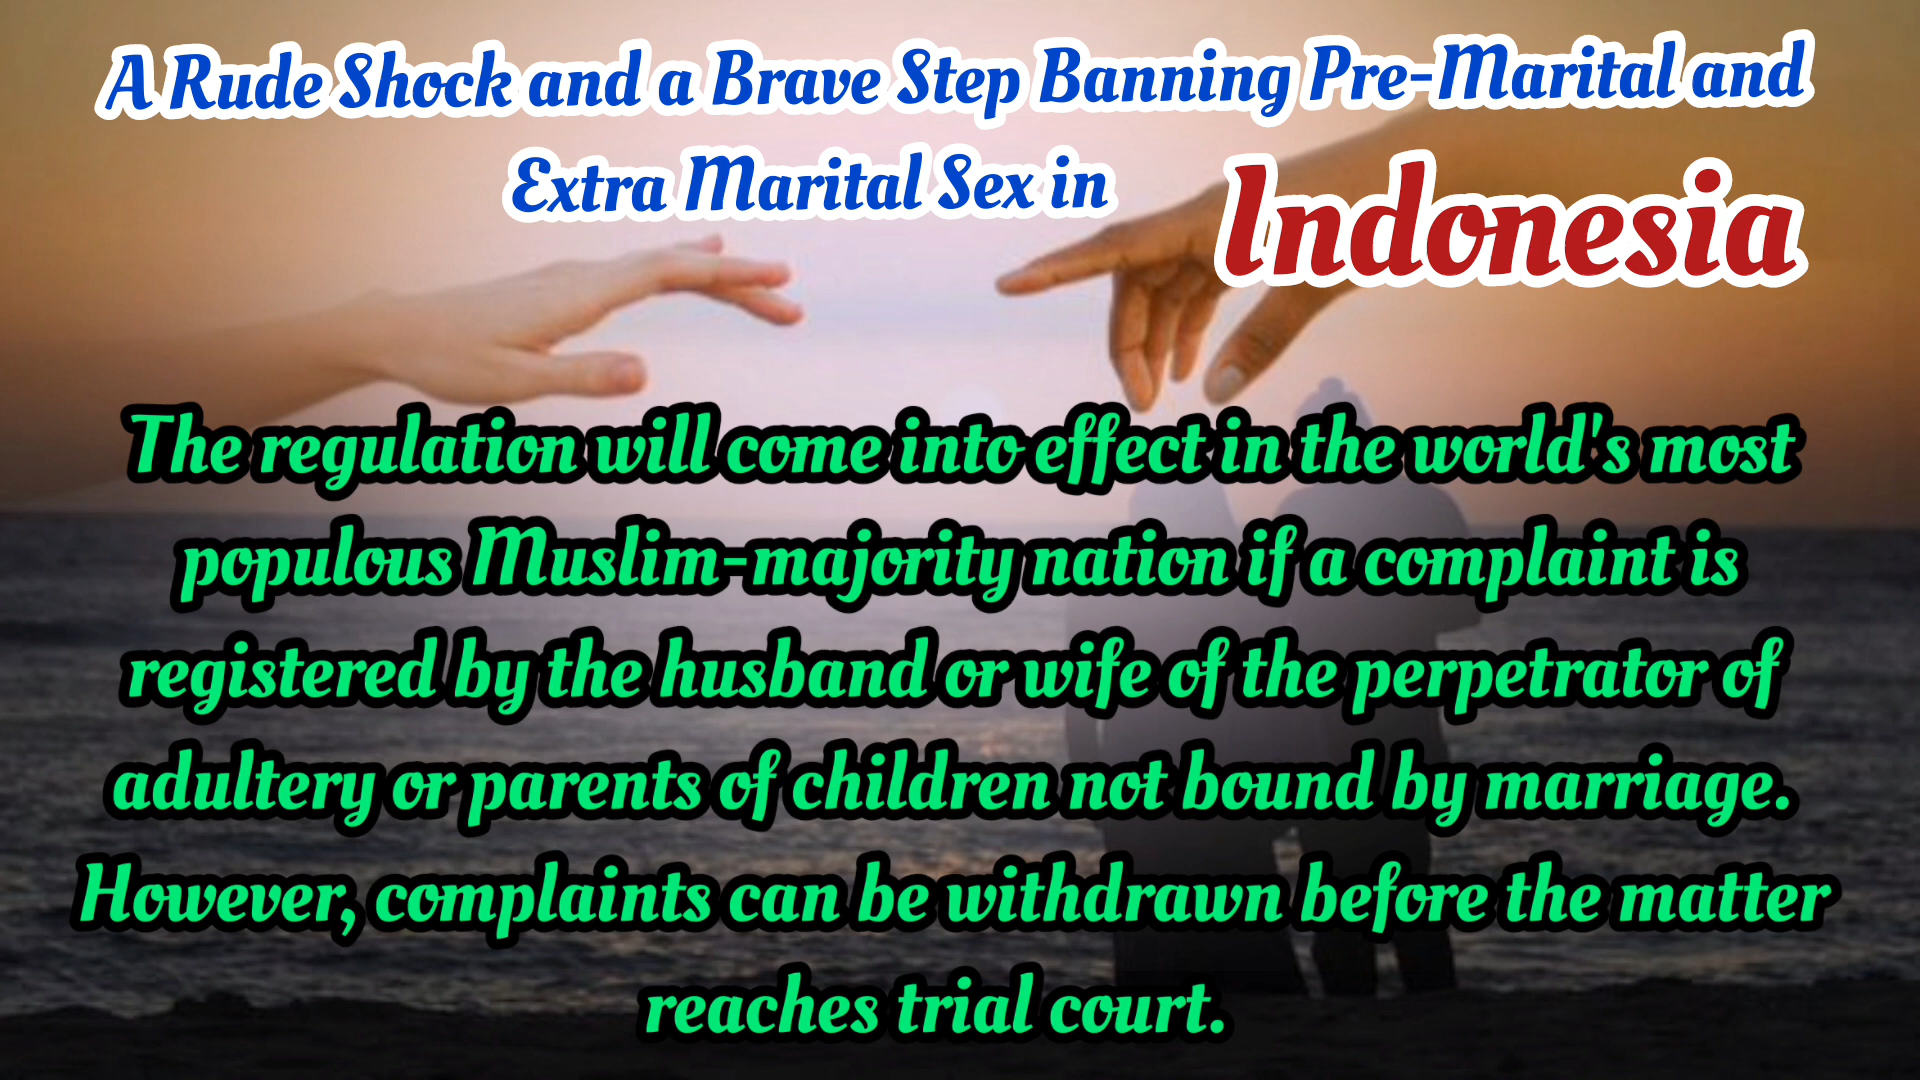 A Rude Shock and a Brave Step Banning Pre-Marital and
Extra Marital Sex in Indonesia
The regulation will come into effect in the world's most
populous Muslim-majority nation if a complaint is
registered by the husband or wife of the perpetrator of
adultery or parents of children not bound by marriage.
However, complaints can be withdrawn before the matter
reaches trial court.